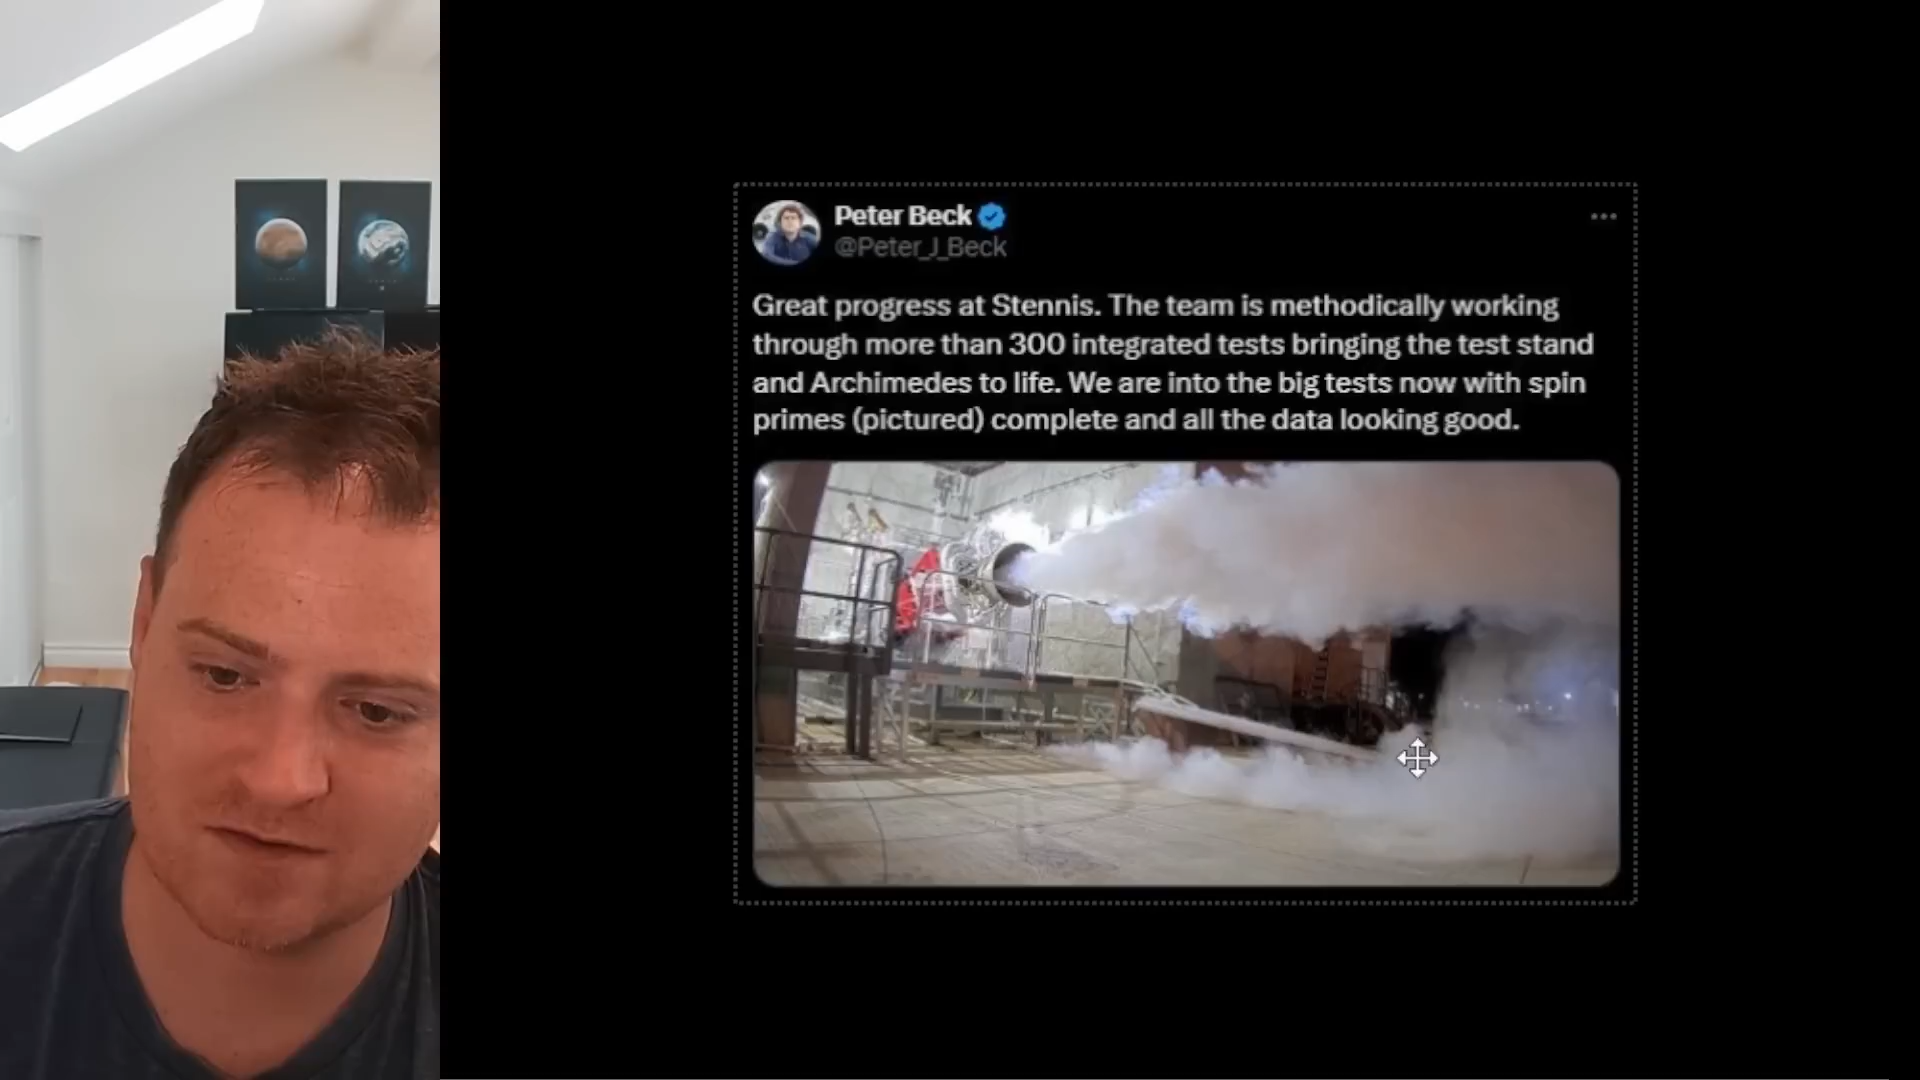 Peter Beck
@Peter_J_Beck
Great progress at Stennis. The team is methodically working
through more than 300 integrated tests bringing the test stand
and Archimedes to life. We are into the big tests now with spin
primes (pictured) complete and all the data looking good.